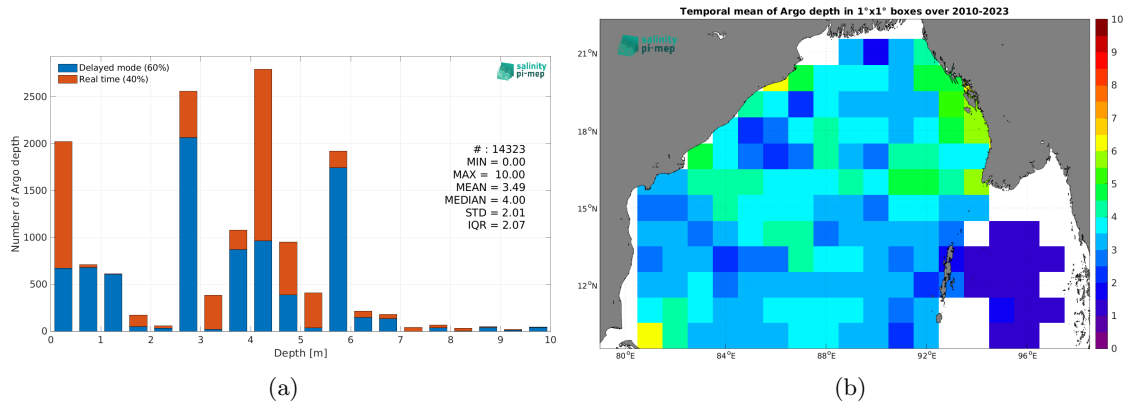 Delayed mode (60%)
Real time (40%)
salinity
pi-mep
# : 14323
MIN = 0.00
MAX = 10.00
MEAN = 3.49
MEDIAN = 4.00
STD = 2.01
IQR = 2.07
Number of Argo depth
2500
2000
1500
1000
500
0
0 1 2 3 4 5 6 7 8 9 10
Depth [m]
(a)
Temporal mean of Argo depth in 1°x1° boxes over 2010-2023
salinity
pi-mep
21°N
18°N
15°N
12°N
80°E 84°E 88°E 92°E 96°E
10
9
8
7
6
5
4
3
2
1
0
(b)